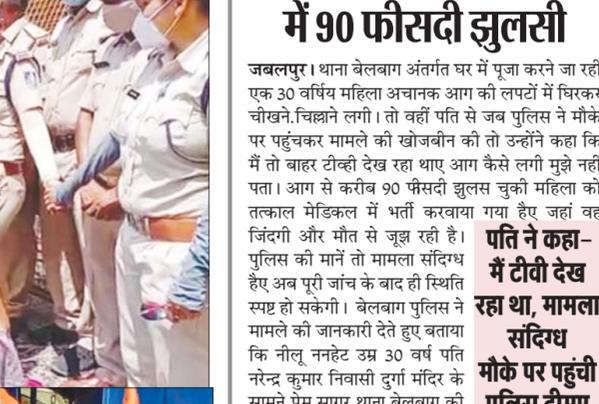 में 90 फीसदी झुलसी
जबलपुर। थाना बेलबाग अंतर्गत घर में पूजा करने जा रही
एक 30 वर्षिय महिला अचानक आग की लपटों में घिरकर
चीखने.चिल्लाने लगी। तो वहीं पति से जब पुलिस ने मौके
पर पहुंचकर मामले की खोजबीन की तो उन्होंने कहा कि
मैं तो बाहर टीव्ही देख रहा थाए आग कैसे लगी मुझे नही
पता। आग से करीब 90 फीसदी झुलस चुकी महिला को
तत्काल मेडिकल में भर्ती करवाया गया हैए जहां वह
जिंदगी और मौत से जूझ रही है।
पुलिस की मानें तो मामला संदिग्ध
हैए अब पूरी जांच के बाद ही स्थिति
स्पष्ट हो सकेगी। बेलबाग पुलिस ने
मामले की जानकारी देते हुए बताया
कि नीलू ननहेट उम्र 30 वर्ष पति
नरेन्द्र कुमार निवासी दुर्गा मंदिर के
सामने प्रेम सागर थाना बेलबाग की
पति ने कहा–
मैं टीवी देख
रहा था, मामला
संदिग्ध
मौके पर पहुंची
पुलिस टीम